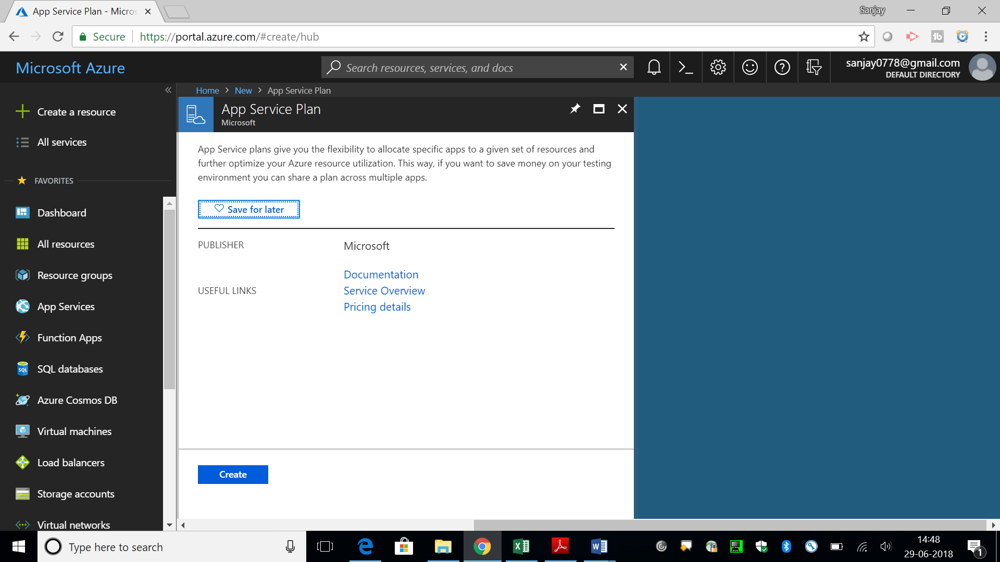 App Service Plan - Micros
Sanjay
Secure
https://portal.azure.com/#create/hub
Microsoft Azure
Search resources, services, and docs
sanjay0778@gmail.com
DEFAULT DIRECTORY
Home > New > App Service Plan
Create a resource
All services
FAVORITES
Dashboard
All resources
Resource groups
App Services
Function Apps
SQL databases
Azure Cosmos DB
Virtual machines
Load balancers
Storage accounts
Virtual networks
App Service Plan
Microsoft
App Service plans give you the flexibility to allocate specific apps to a given set of resources and
further optimize your Azure resource utilization. This way, if you want to save money on your testing
environment you can share a plan across multiple apps.
Save for later
PUBLISHER
Microsoft
USEFUL LINKS
Documentation
Service Overview
Pricing details
Create
Type here to search
14:48
29-06-2018
1